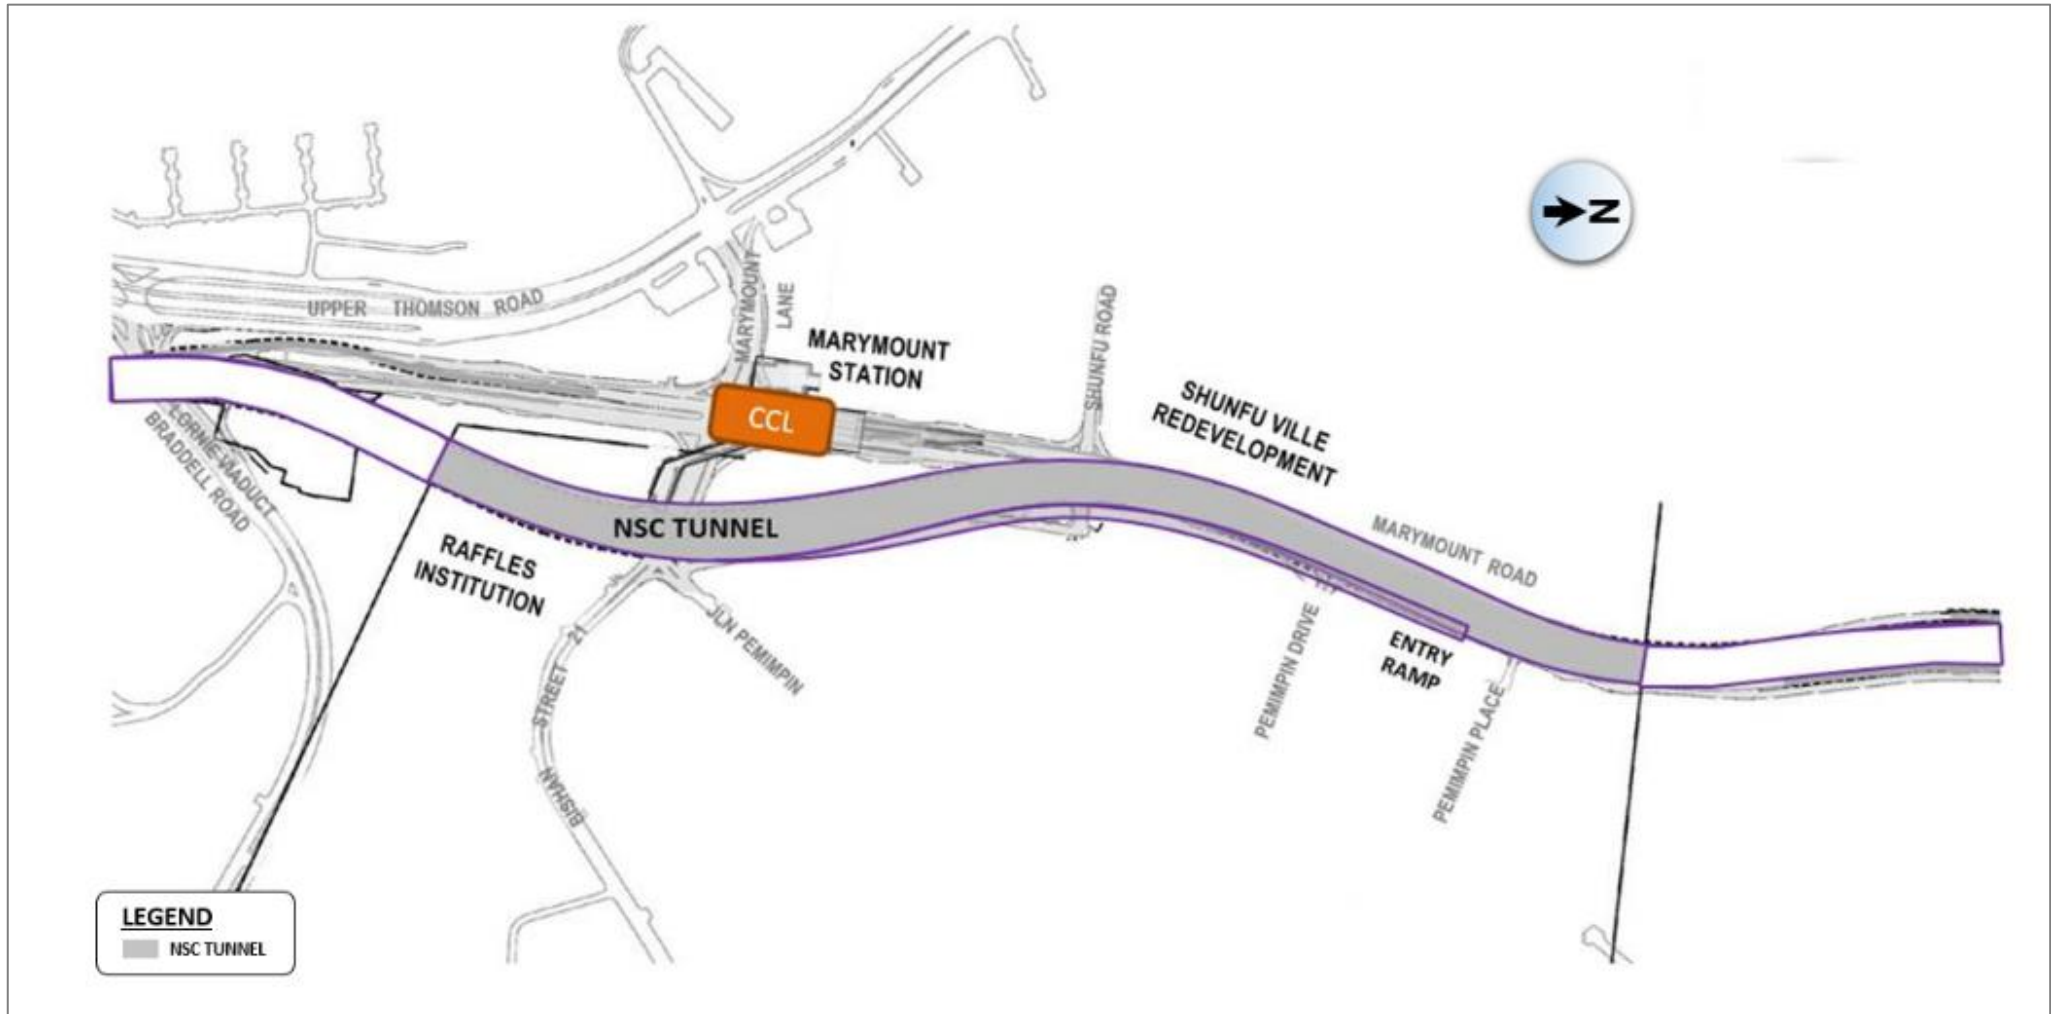 N
UPPER THOMSON ROAD
MARYMOUNT
LANE
MARYMOUNT
STATION
CCL
SHUNFU ROAD
SHUNFU VILLE
REDEVELOPMENT
LORNIE VIADUCT
BRADDELL ROAD
NSC TUNNEL
RAFFLES
INSTITUTION
MARYMOUNT ROAD
JLN PEMIMPIN
BISHAN
STREET 21
PEMIMPIN DRIVE
ENTRY
RAMP
PEMIMPIN PLACE
LEGEND
NSC TUNNEL